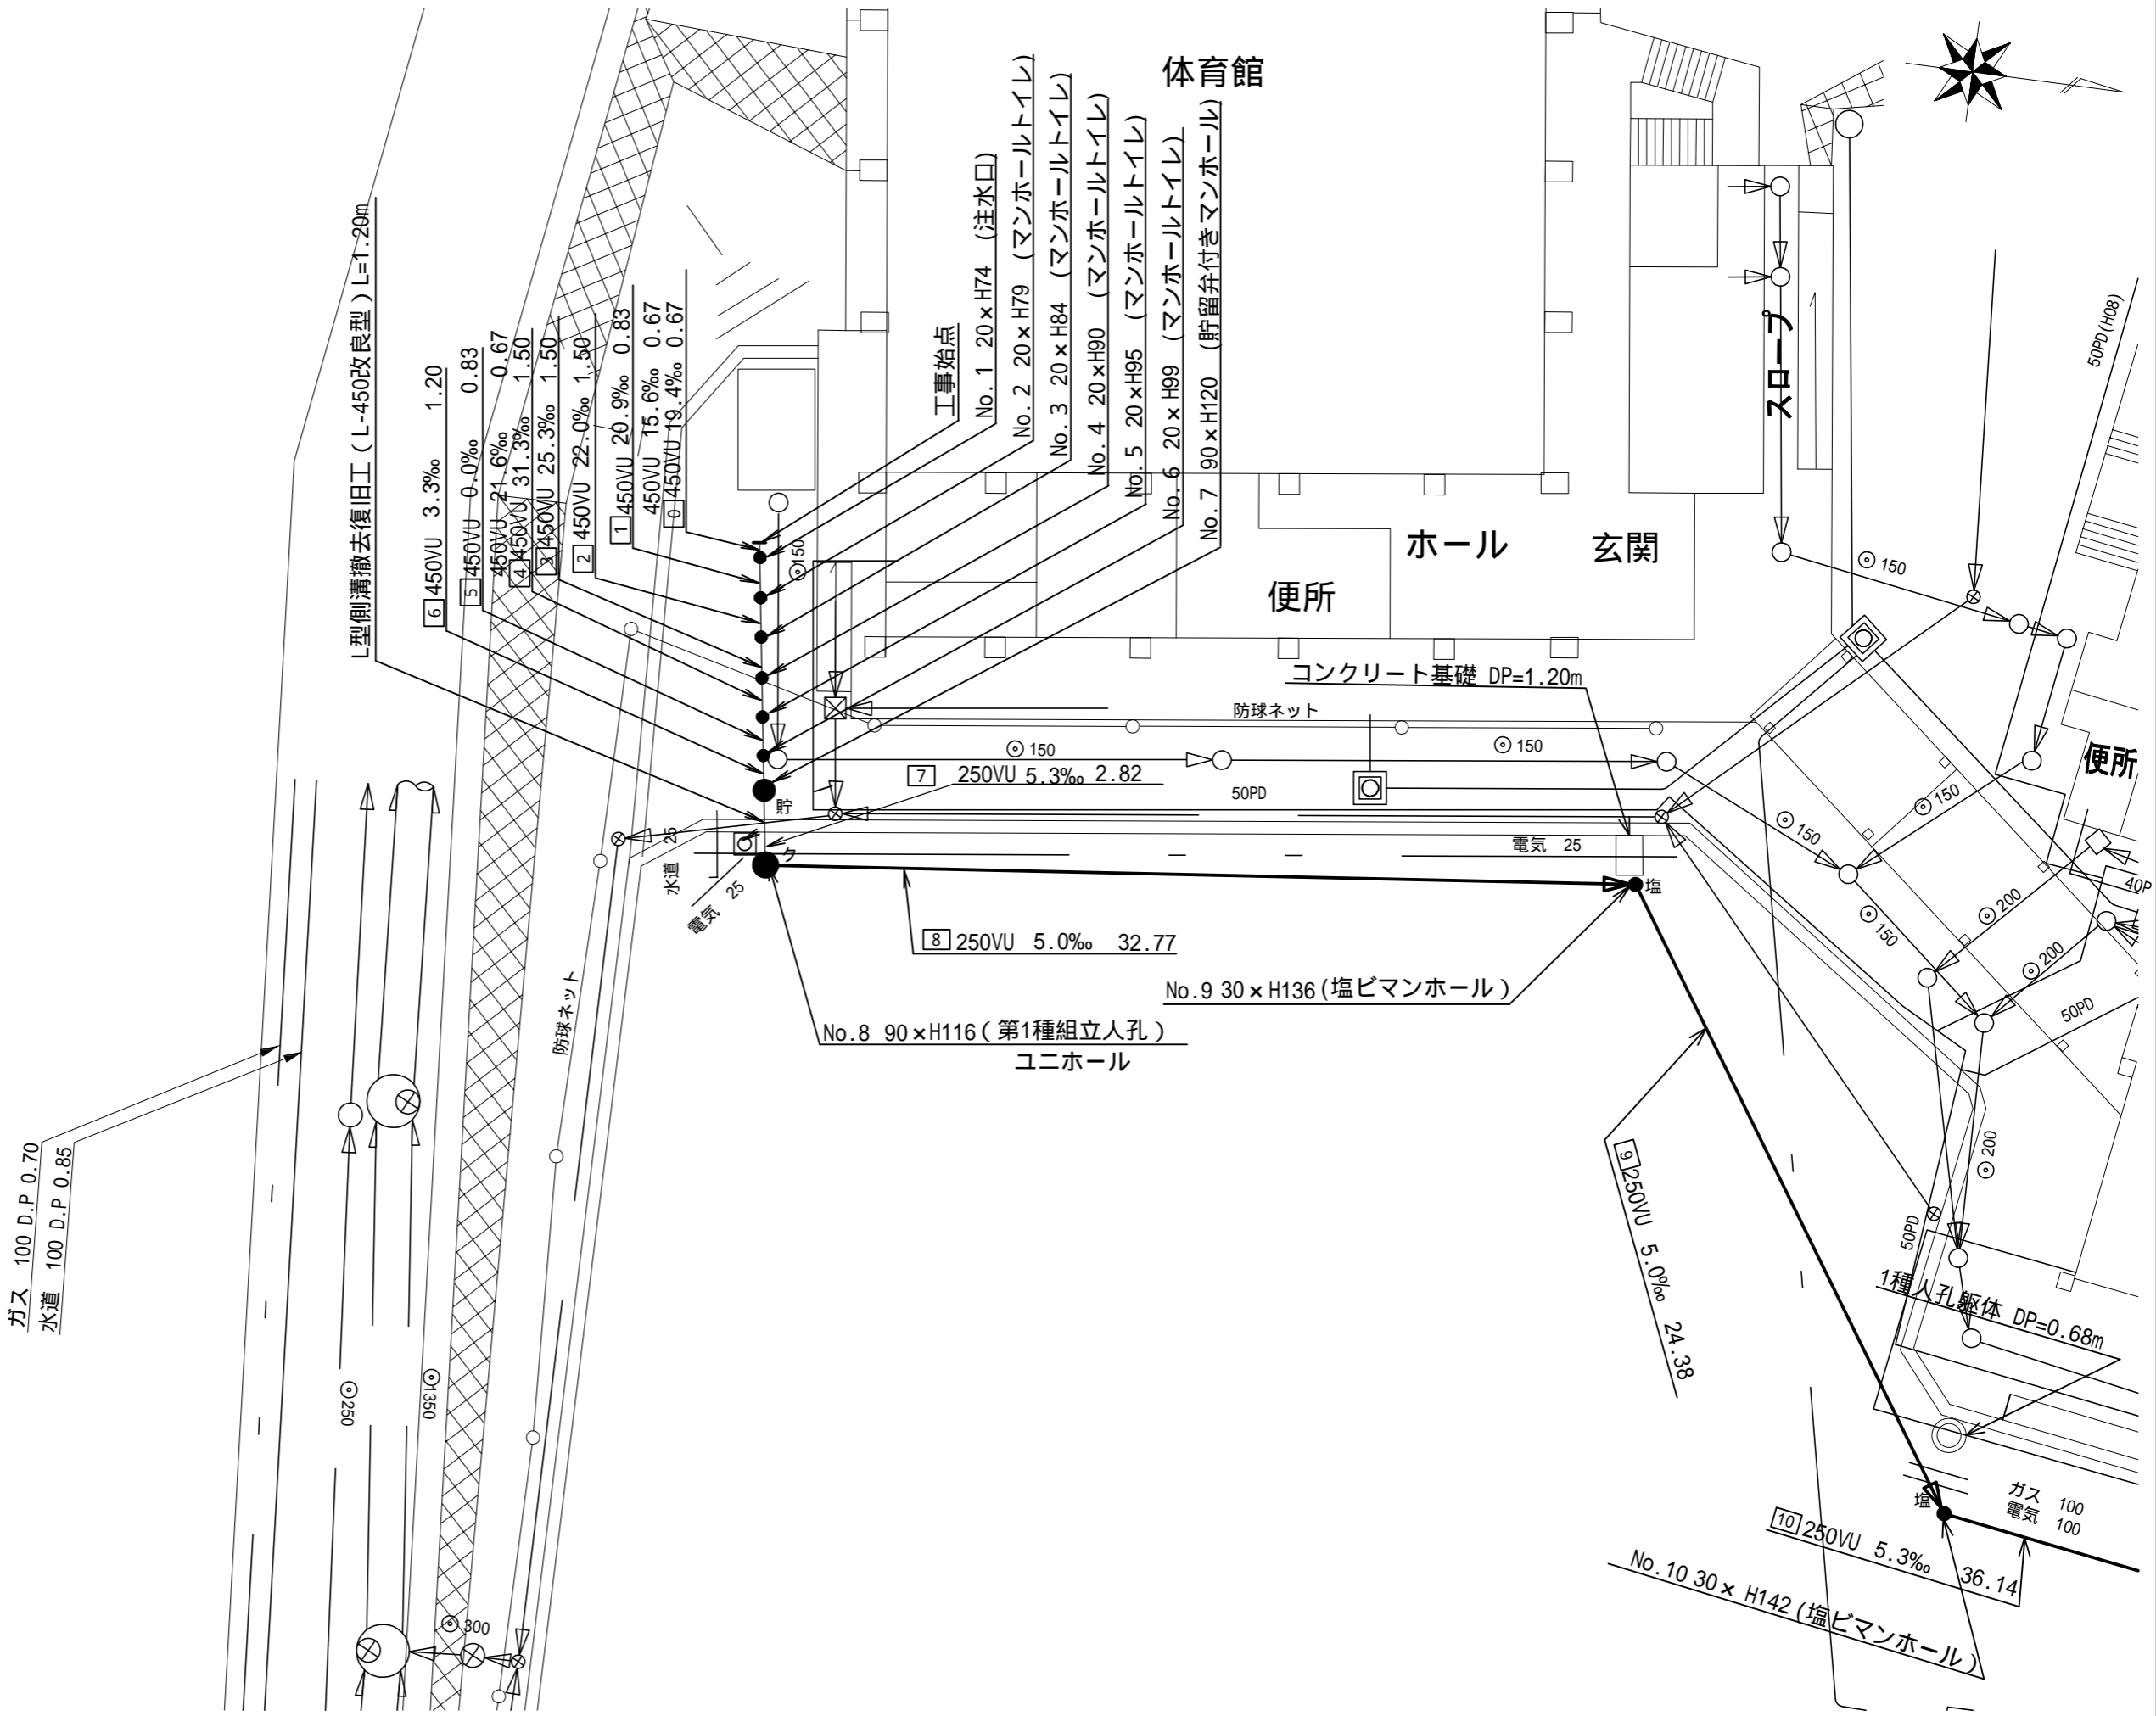 体育館
工事始点
No.1 20×H74 (注水口)
No.2 20×H79 (マンホールトイレ)
No.3 20×H84 (マンホールトイレ)
No.4 20×H90 (マンホールトイレ)
No.5 20×H95 (マンホールトイレ)
No.6 20×H99 (マンホールトイレ)
No.7 90×H120 (貯留弁付きマンホール)
L型側溝撤去復旧工(L-450改良型)L=1.20m
6 450VU 3.3‰ 1.20
5 450VU 0.0‰ 0.83
450VU 21.6‰ 0.67
4 450VU 31.3‰ 1.50
3 450VU 25.3‰ 1.50
2 450VU 22.0‰ 1.50
1 450VU 20.9‰ 0.83
450VU 15.6‰ 0.67
0 450VU 19.4‰ 0.67
150
スロープ
50PD(H08)
ホール
玄関
便所
150
コンクリート基礎 DP=1.20m
防球ネット
150
150
7 250VU 5.3‰ 2.82
50PD
便所
150
150
貯
水道 25
電気 25
ク
電気 25
塩
40P
200
150
200
8 250VU 5.0‰ 32.77
No.9 30×H136(塩ビマンホール)
No.8 90×H116(第1種組立人孔)
ユニホール
防球ネット
50PD
200
50PD
ガス 100 D.P 0.70
水道 100 D.P 0.85
9 250VU 5.0‰ 24.38
1種人孔躯体 DP=0.68m
250
1350
塩
ガス 100
電気 100
10 250VU 5.3‰ 36.14
No.10 30×H142(塩ビマンホール)
300